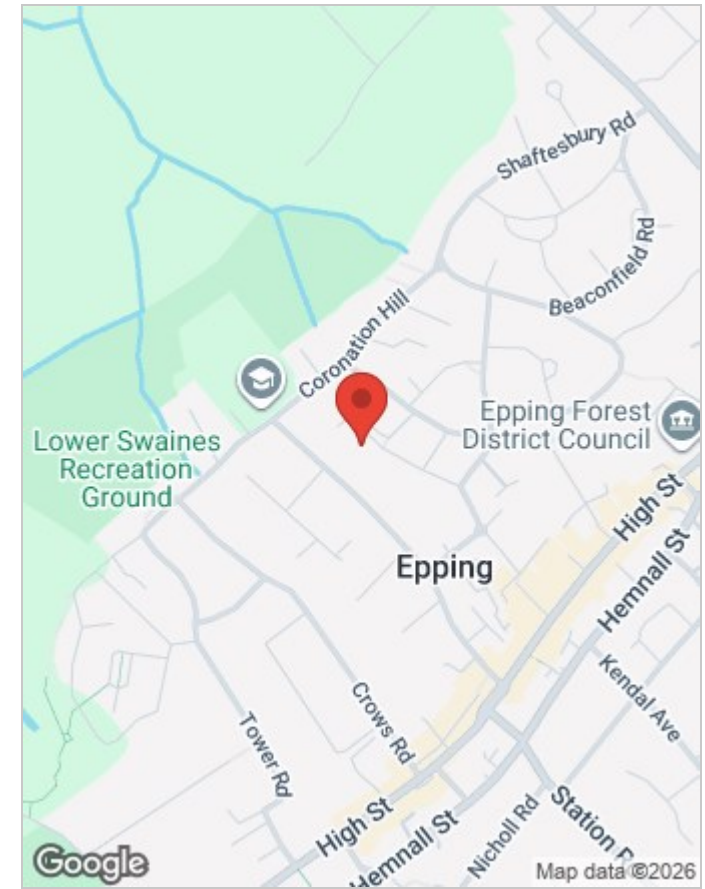 Shaftesbury Rd
Beaconfield Rd
Coronation Hill
Epping Forest
District Council
Lower Swaines
Recreation
Ground
High St
Hemnall St
Epping
Kendal Ave
Crows Rd
Tower Rd
Station
High St
Hemnall St
Nicholl Rd
Google
Map data ©2026